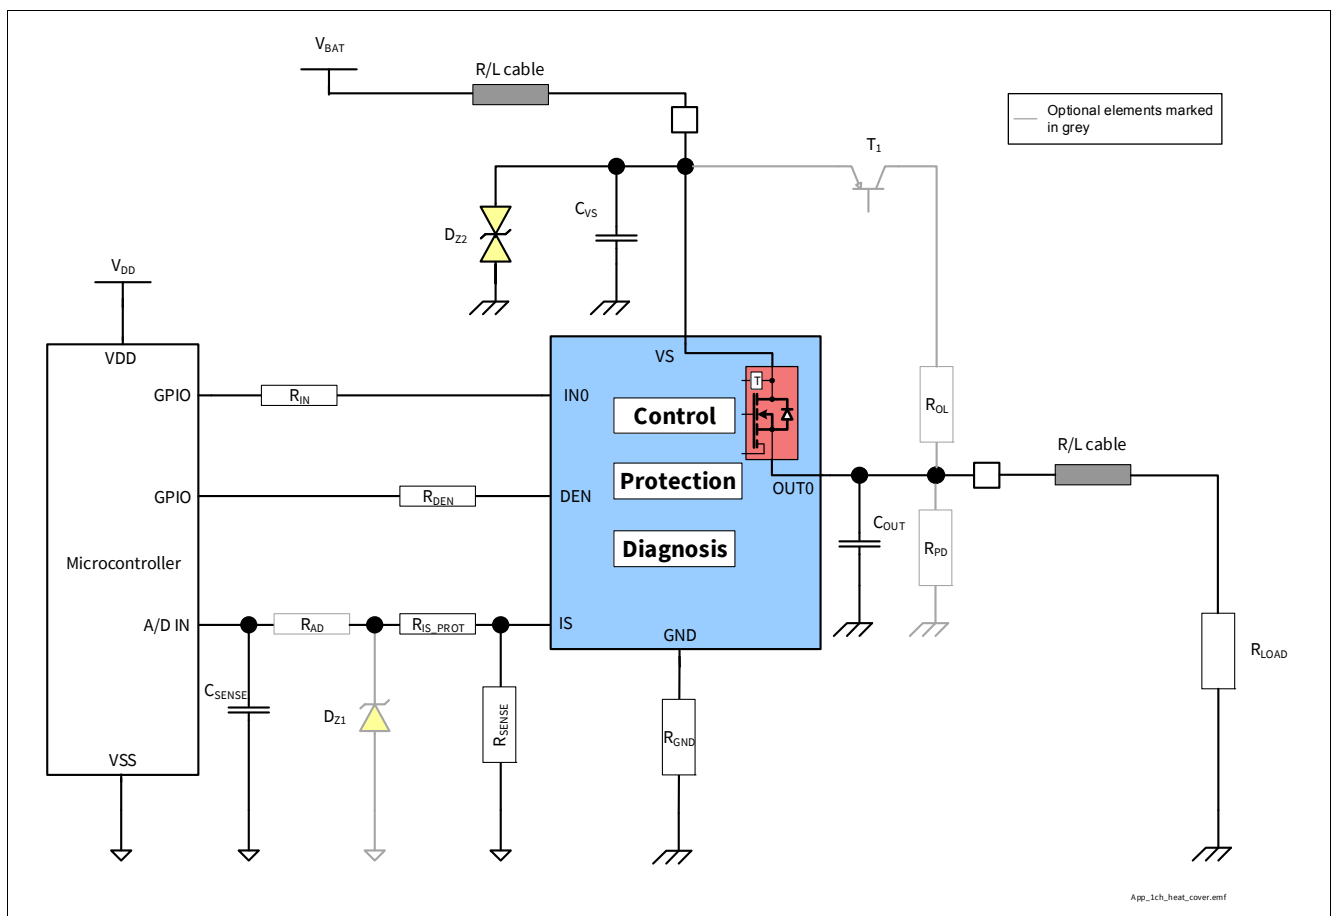 VBAT
R/L cable
Optional elements marked
in grey
T1
CVS
DZ2
VDD
VDD
VS
T
GPIO
RIN
IN0
Control
ROL
R/L cable
Protection
OUT0
GPIO
RDEN
DEN
COUT
Diagnosis
RPD
Microcontroller
A/D IN
RAD
RIS_PROT
IS
GND
RLOAD
CSENSE
DZ1
RSENSE
RGND
VSS
App_1ch_heat_cover.emf